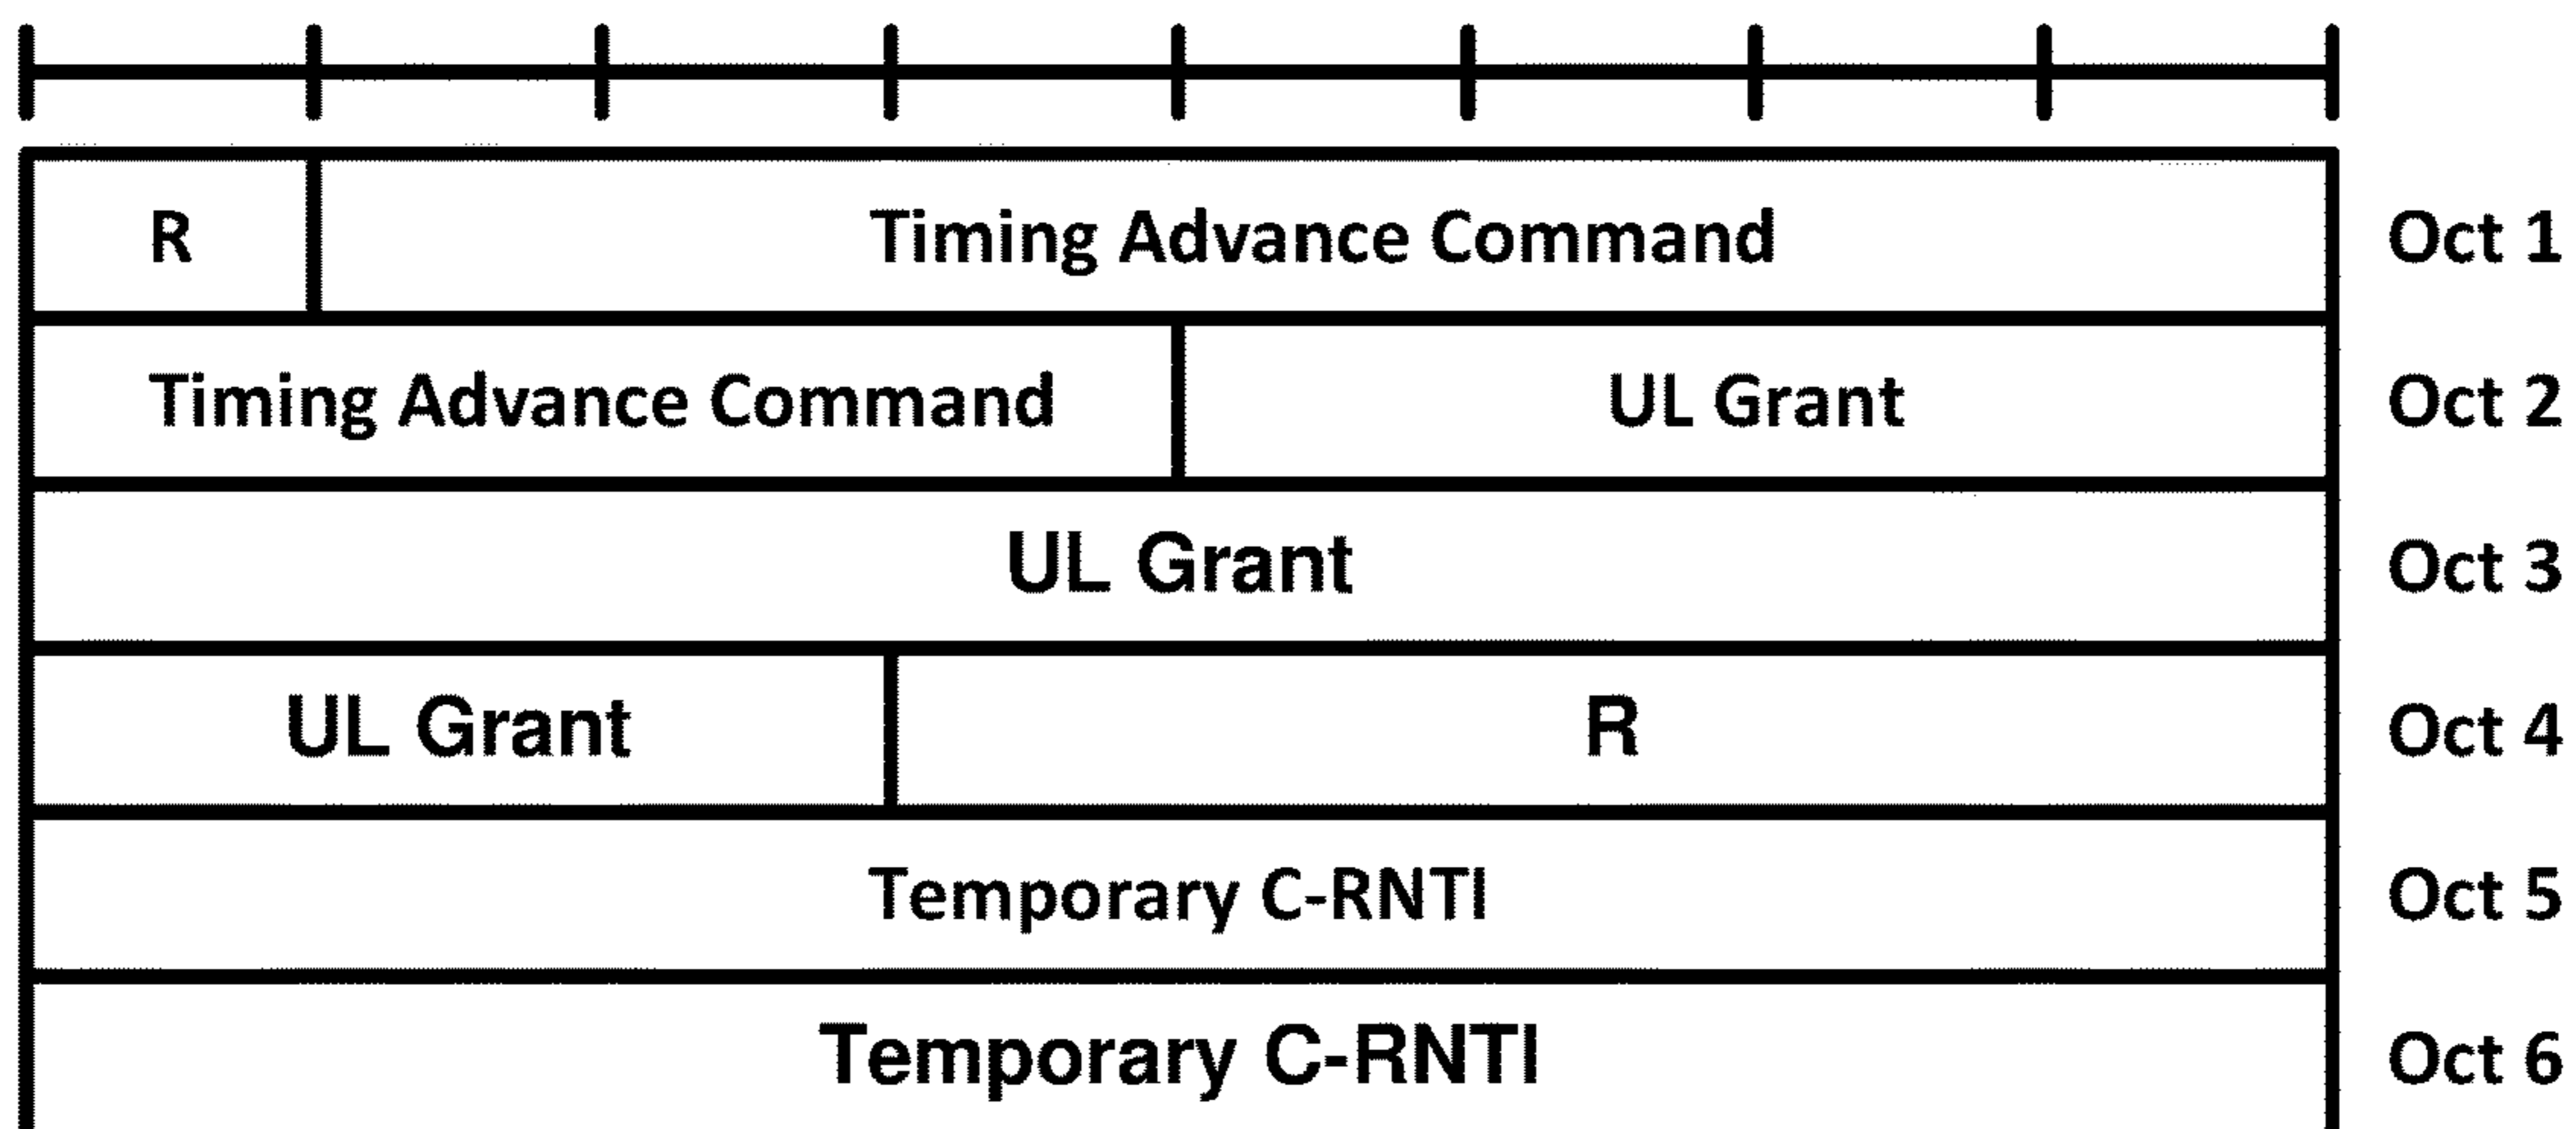 R Timing Advance Command Oct 1
Timing Advance Command UL Grant Oct 2
UL Grant Oct 3
UL Grant R Oct 4
Temporary C-RNTI Oct 5
Temporary C-RNTI Oct 6